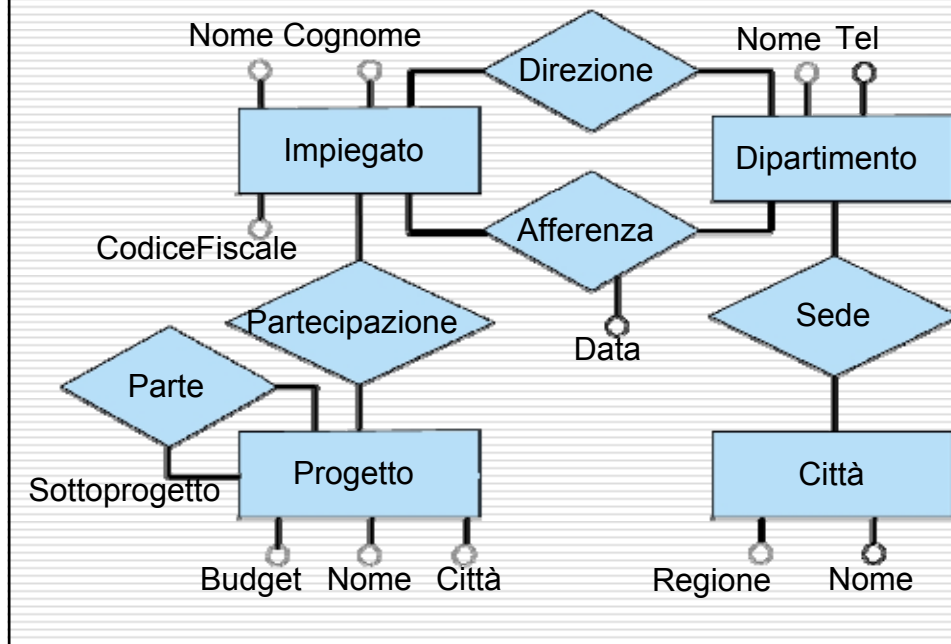 Nome Cognome
Nome Tel
Direzione
Impiegato
Dipartimento
Afferenza
CodiceFiscale
Partecipazione
Sede
Data
Parte
Progetto
Città
Sottoprogetto
Budget Nome Città
Regione Nome